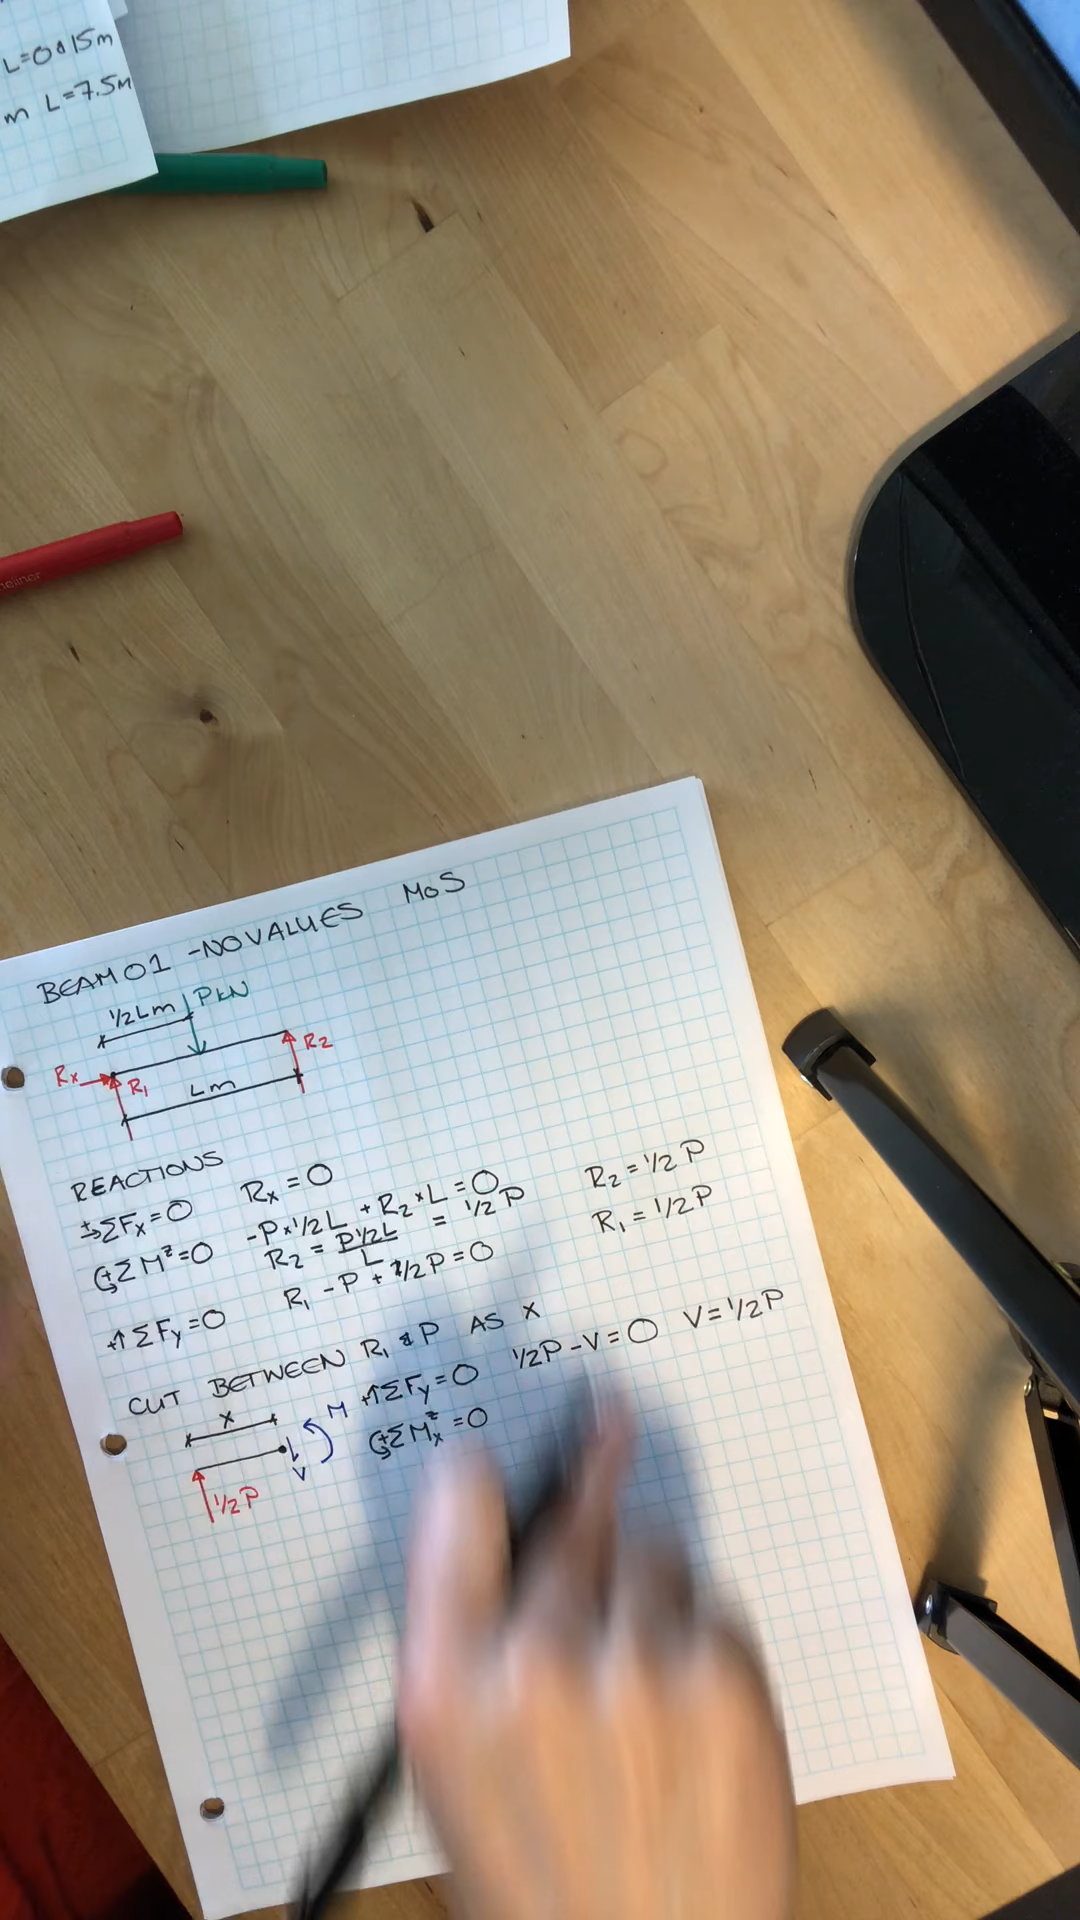 L=0.15m
m L=7.5m
BEAM 01 - NO VALUES MoS
1/2Lm PkN
Rx R1 Lm R2
REACTIONS
+→ΣFx=0 Rx=0
ΣMz=0 -P×1/2L +R2×L=0 R2=1/2P
R2 = P1/2L/L = 1/2P R1=1/2P
+↑ΣFy=0 R1 -P + 1/2P=0
CUT BETWEEN R1 & P AS X
x M +↑ΣFy=0 1/2P-V=0 V=1/2P
V ΣMzx=0
1/2P